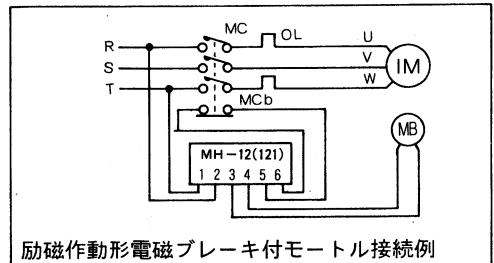 MC
OL
U
R
S
V
IM
T
W
MCb
MB
MH-12(121)
1 2 3 4 5 6
励磁作動形電磁ブレーキ付モートル接続例